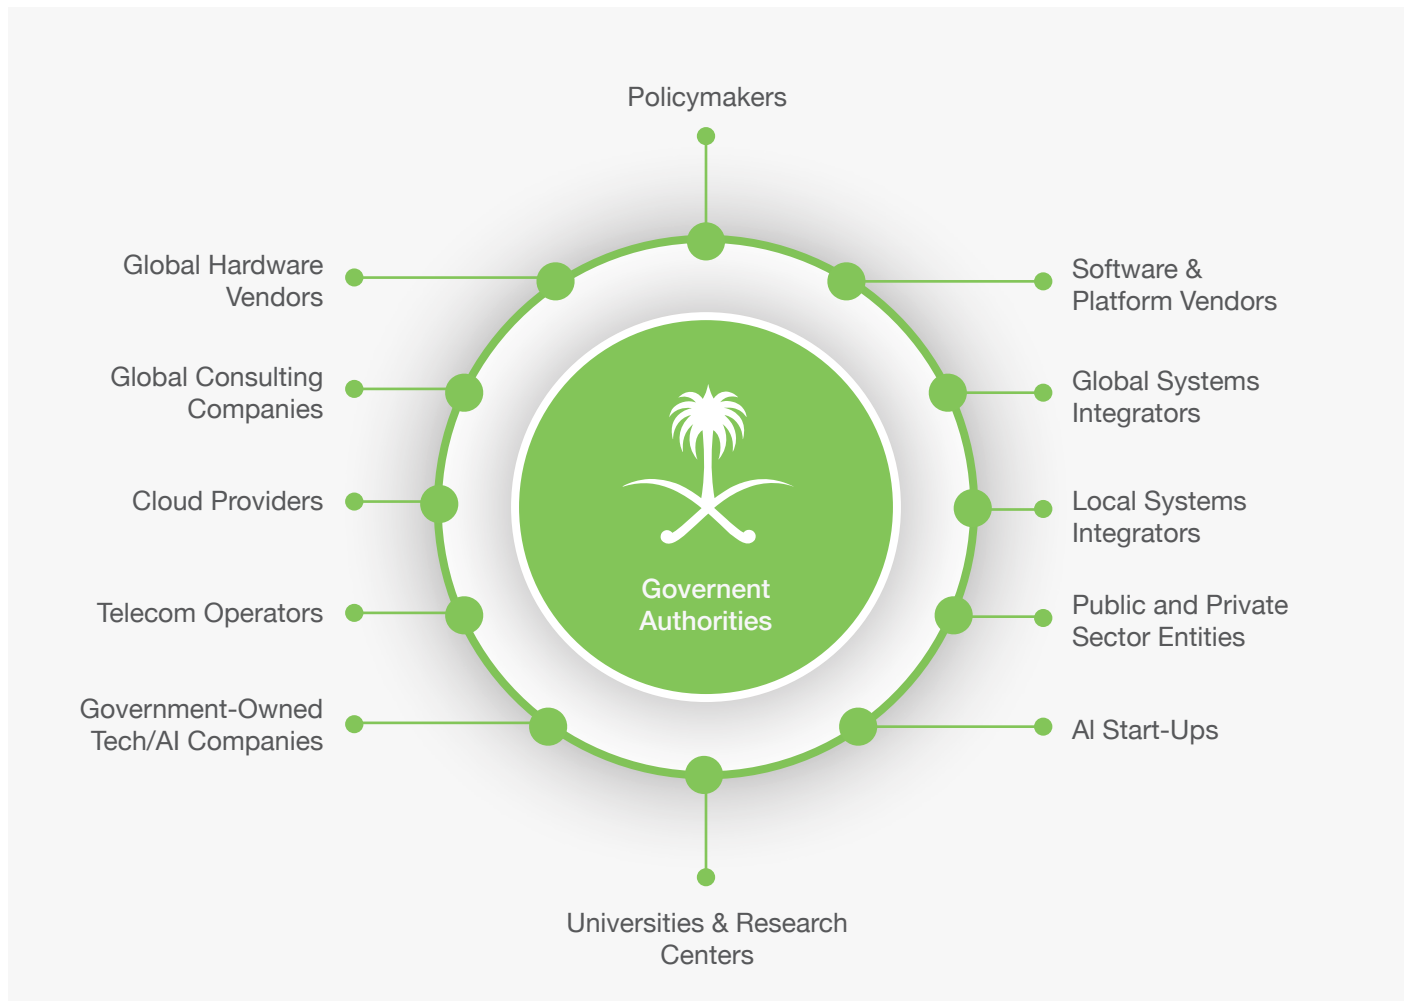 Policymakers
Global Hardware
Vendors
Global Consulting
Companies
Cloud Providers
Telecom Operators
Government-Owned
Tech/AI Companies
Governent
Authorities
Software &
Platform Vendors
Global Systems
Integrators
Local Systems
Integrators
Public and Private
Sector Entities
AI Start-Ups
Universities & Research
Centers